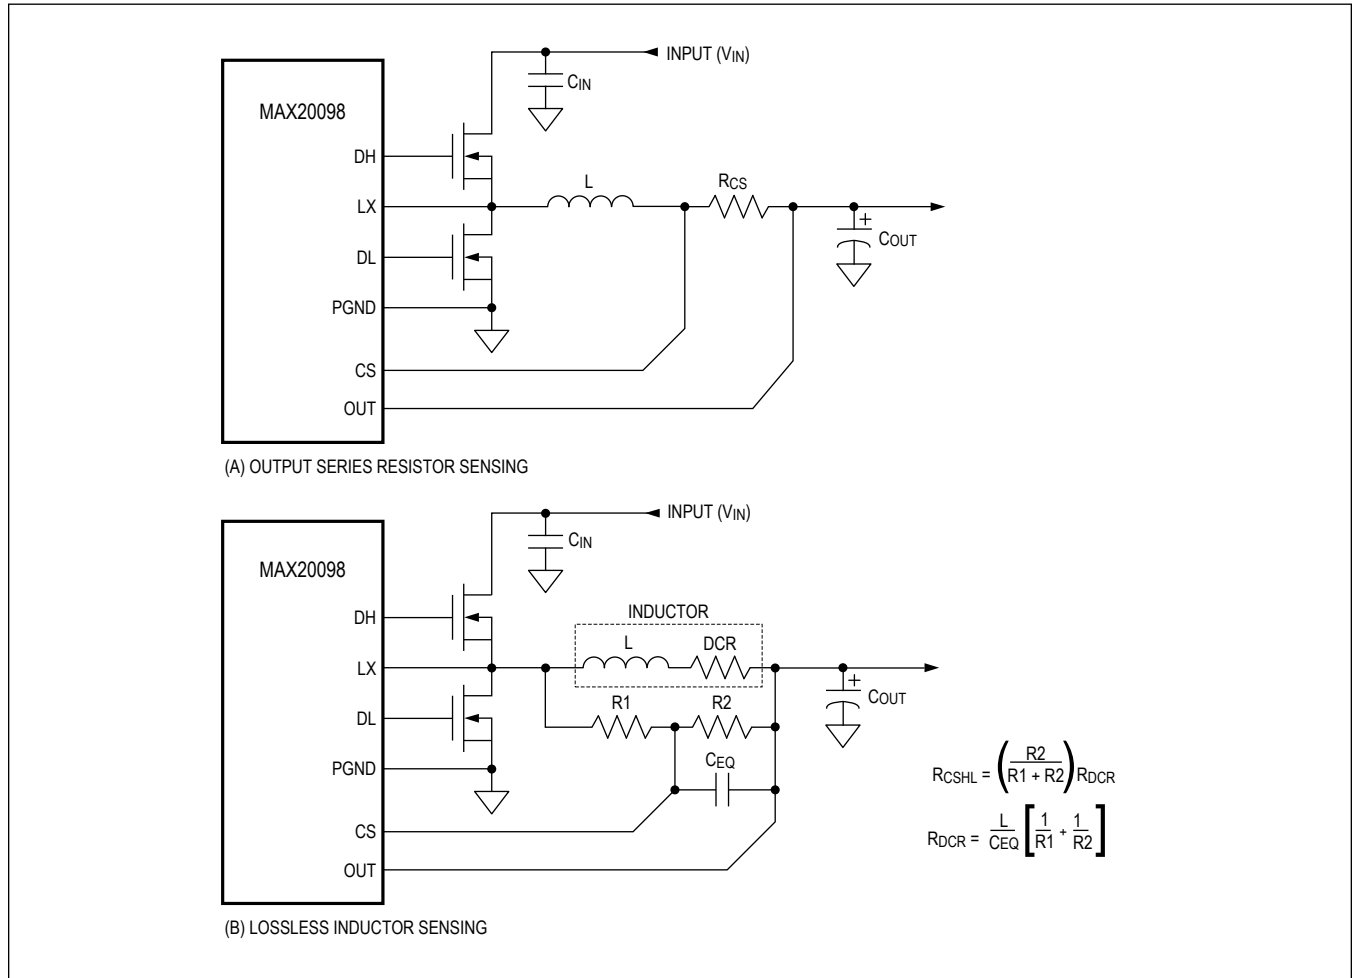 INPUT (VIN)
CIN
MAX20098
DH
L
RCS
LX
+
COUT
DL
PGND
CS
OUT
(A) OUTPUT SERIES RESISTOR SENSING
INPUT (VIN)
CIN
MAX20098
DH
INDUCTOR
L DCR
LX
+
COUT
R1 R2
DL
CEQ
PGND
CS
OUT
RCSHL = (R2 / R1 + R2) RDCR
RDCR = L / CEQ [1 / R1 + 1 / R2]
(B) LOSSLESS INDUCTOR SENSING